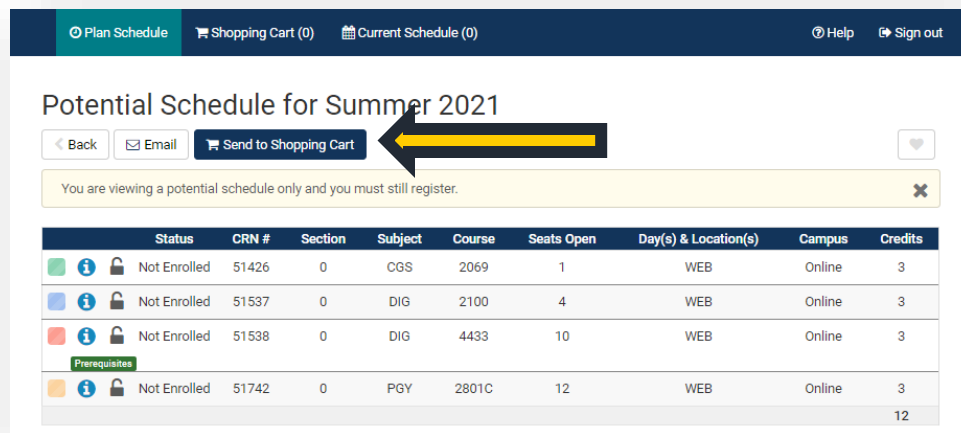 Plan Schedule Shopping Cart (0) Current Schedule (0) Help Sign out
Potential Schedule for Summer 2021
Back Email Send to Shopping Cart
You are viewing a potential schedule only and you must still register.
Status CRN # Section Subject Course Seats Open Day(s) & Location(s) Campus Credits
Not Enrolled 51426 0 CGS 2069 1 WEB Online 3
Not Enrolled 51537 0 DIG 2100 4 WEB Online 3
Not Enrolled 51538 0 DIG 4433 10 WEB Online 3
Prerequisites
Not Enrolled 51742 0 PGY 2801C 12 WEB Online 3
12